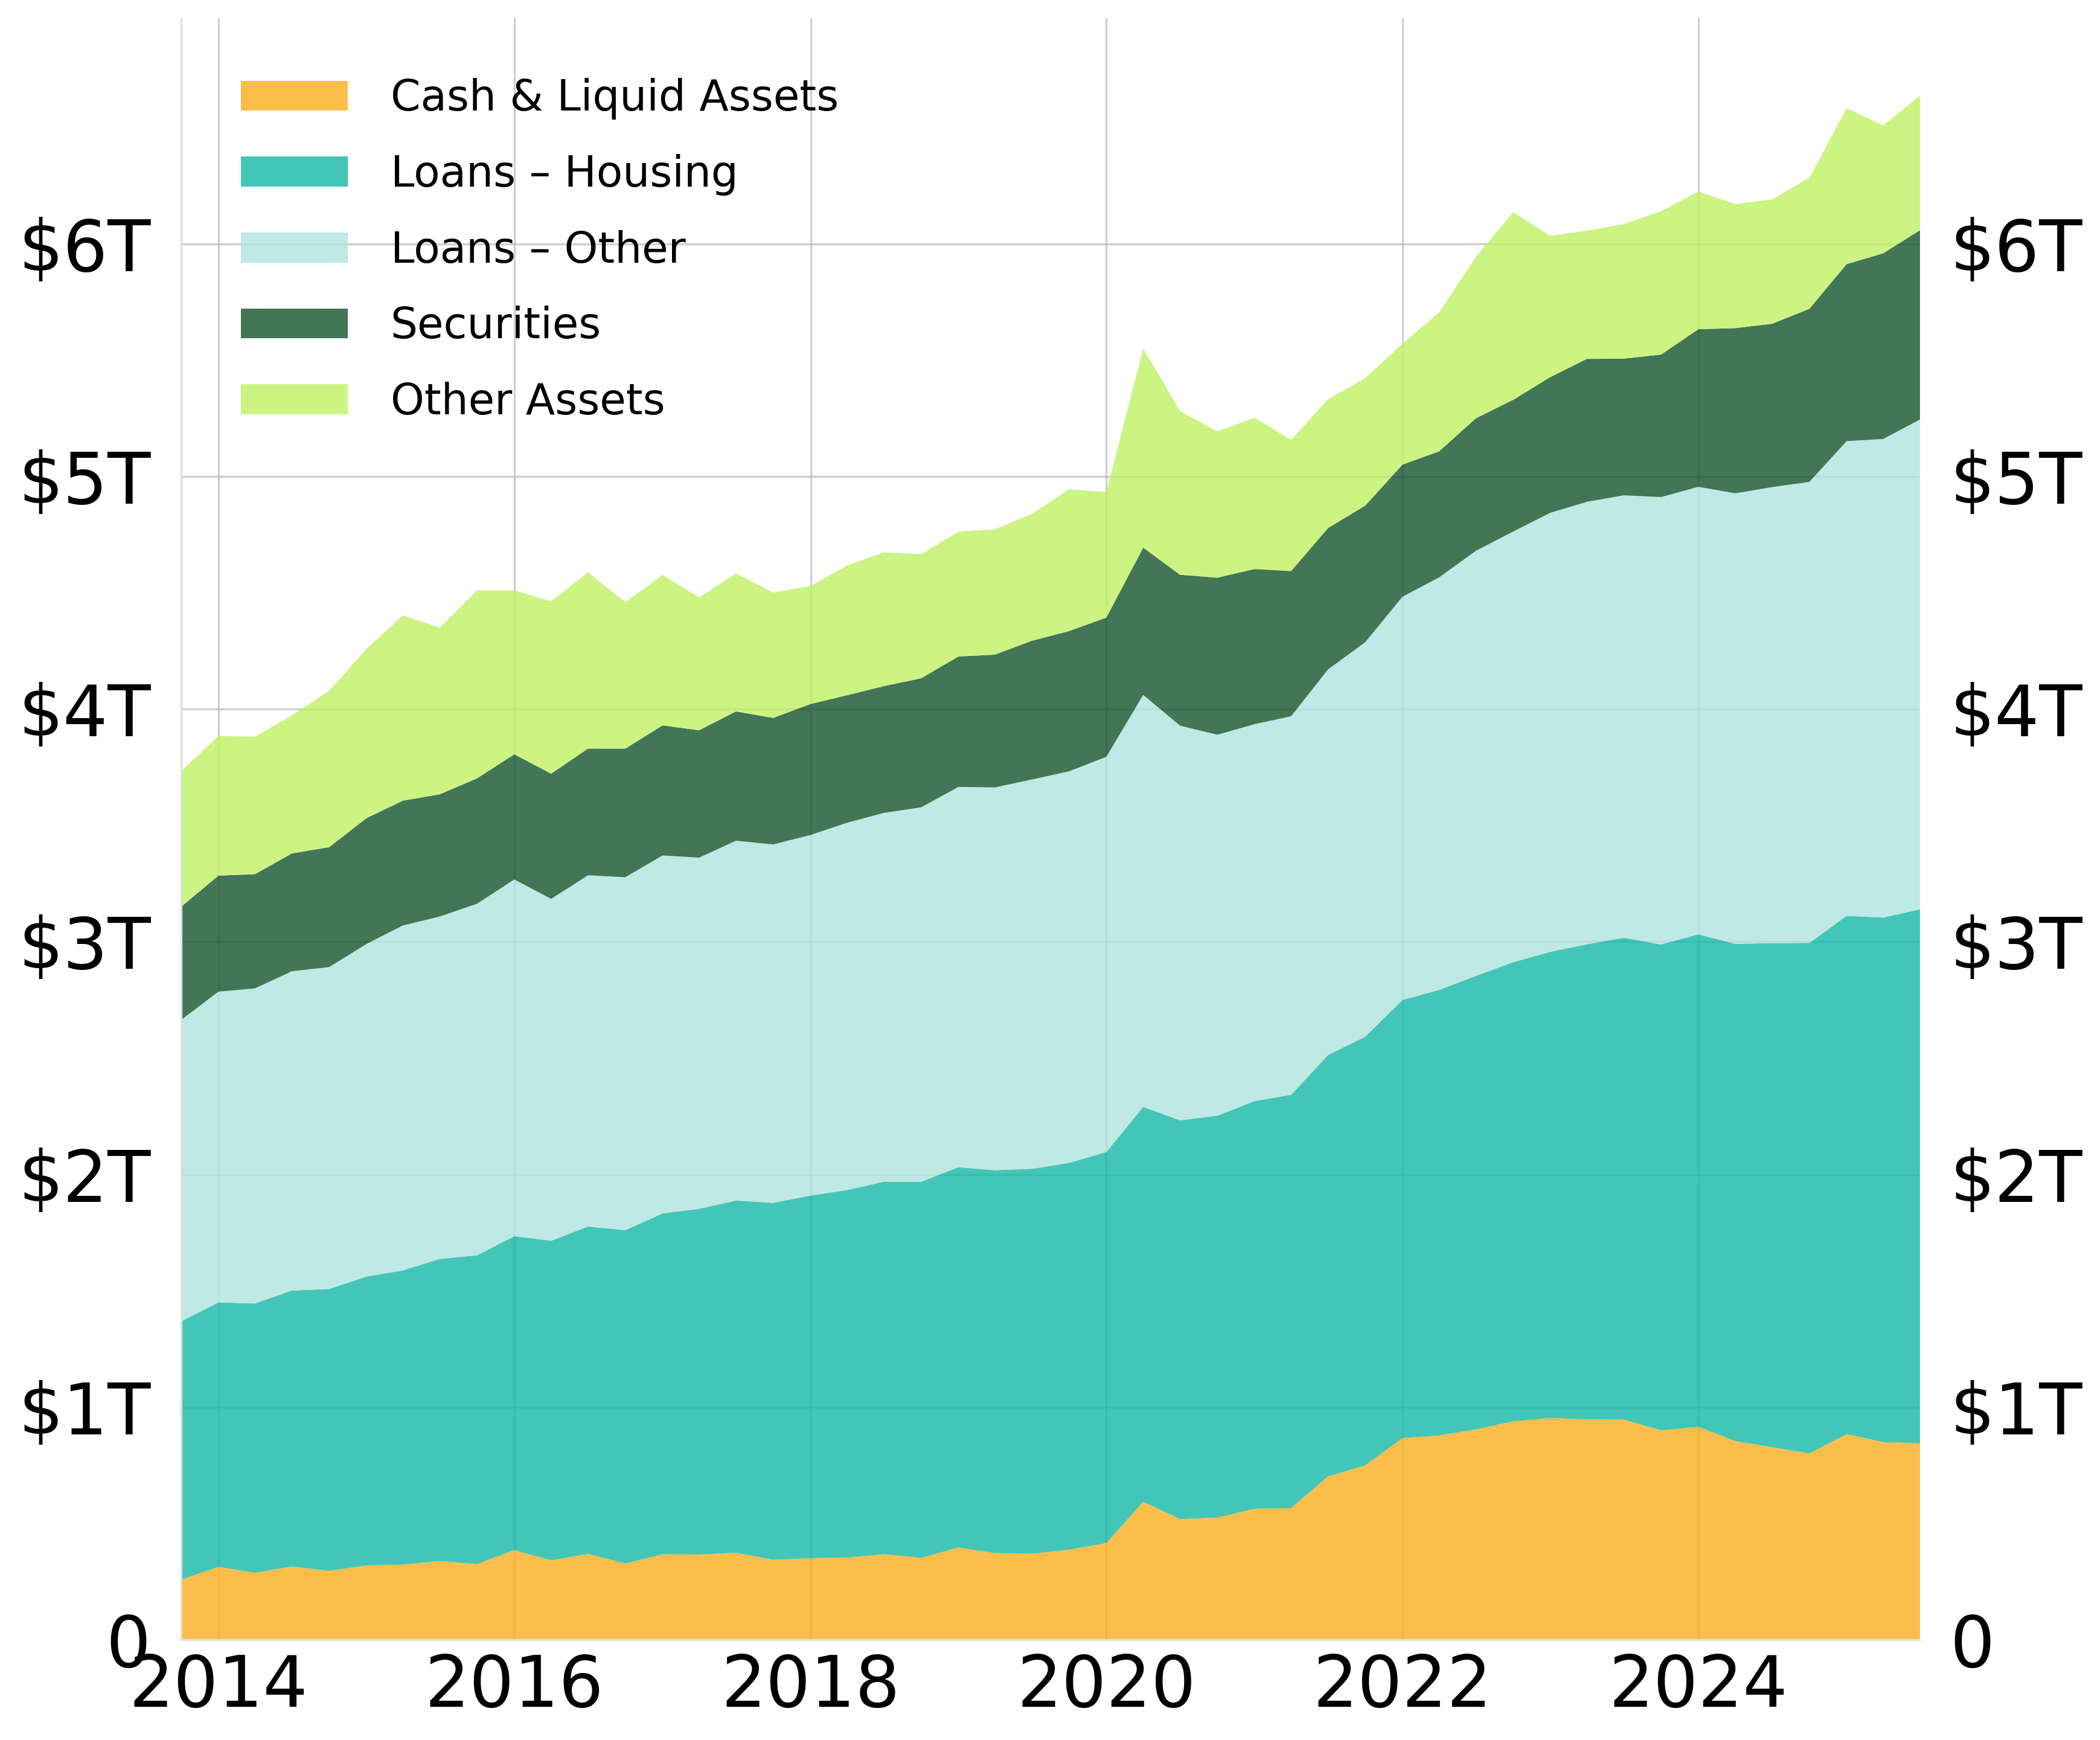 Cash & Liquid Assets
Loans – Housing
Loans – Other
Securities
Other Assets
$6T $6T
$5T $5T
$4T $4T
$3T $3T
$2T $2T
$1T $1T
0 0
2014 2016 2018 2020 2022 2024